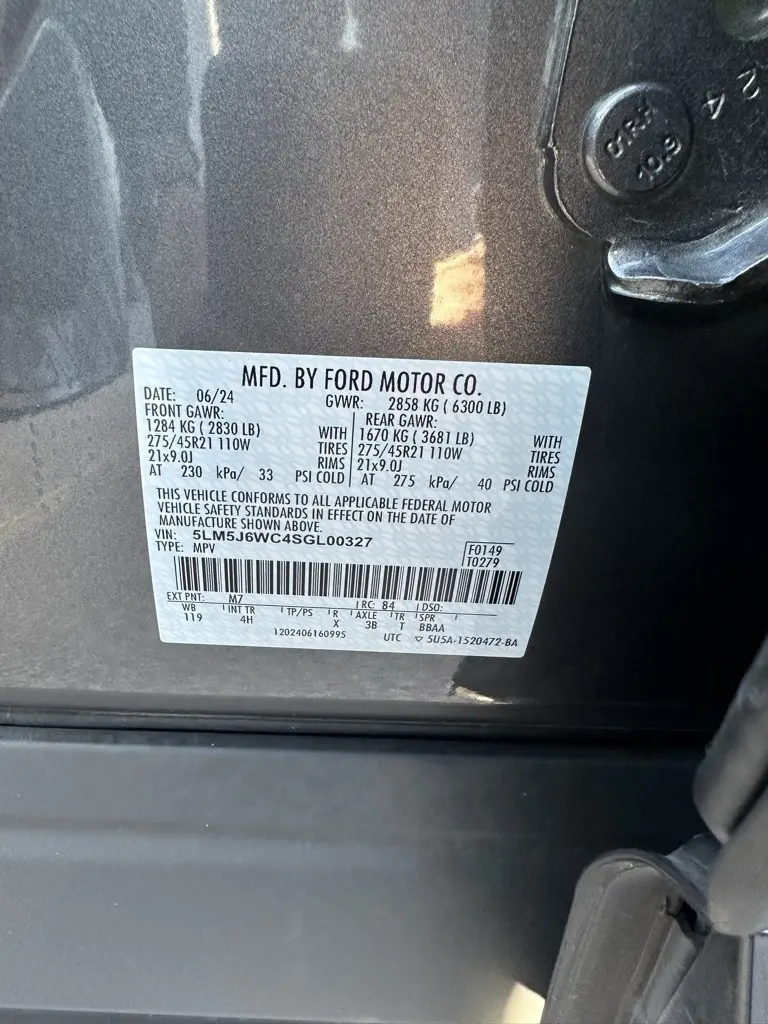 24
01RH
10.9
MFD. BY FORD MOTOR CO.
DATE: 06/24 GVWR: 2858 KG ( 6300 LB)
FRONT GAWR: REAR GAWR:
1284 KG ( 2830 LB) WITH 1670 KG ( 3681 LB) WITH
275/45R21 110W TIRES 275/45R21 110W TIRES
21x9.0J RIMS 21x9.0J RIMS
AT 230 kPa/ 33 PSI COLD AT 275 kPa/ 40 PSI COLD
THIS VEHICLE CONFORMS TO ALL APPLICABLE FEDERAL MOTOR
VEHICLE SAFETY STANDARDS IN EFFECT ON THE DATE OF
MANUFACTURE SHOWN ABOVE.
VIN: 5LM5J6WC4SGL00327
TYPE: MPV
F0149
T0279
EXT PNT: M7 RC: 84 DSO:
WB INT TR TP/PS R AXLE TR SPR
119 4H X 3B T BBAA
1202406160995 UTC ▽ 5U5A-1520472-BA